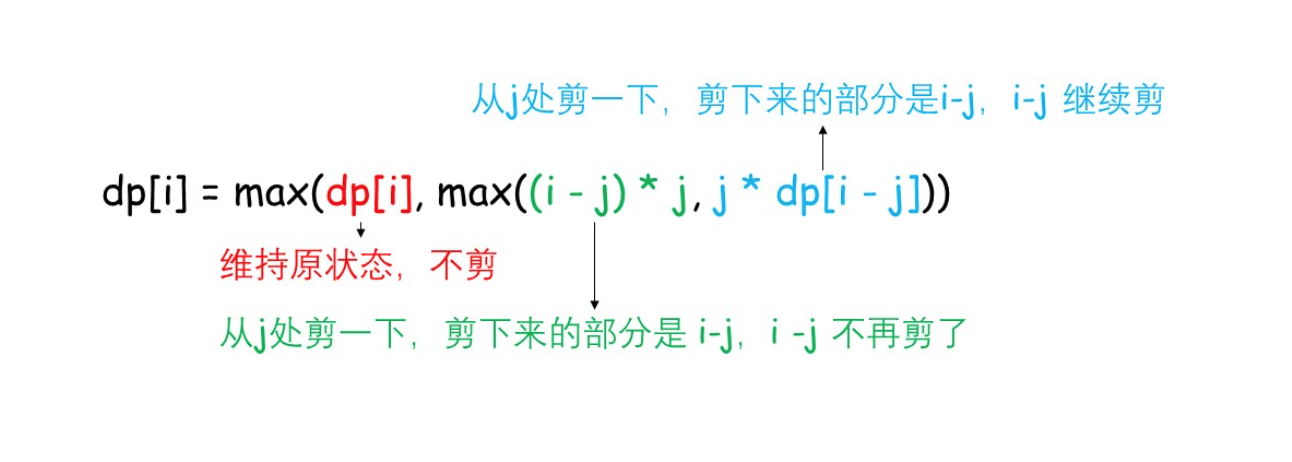 从j处剪一下，剪下来的部分是i-j，i-j 继续剪
dp[i] = max(dp[i], max((i - j) * j, j * dp[i - j]))
维持原状态，不剪
从j处剪一下，剪下来的部分是 i-j，i -j 不再剪了